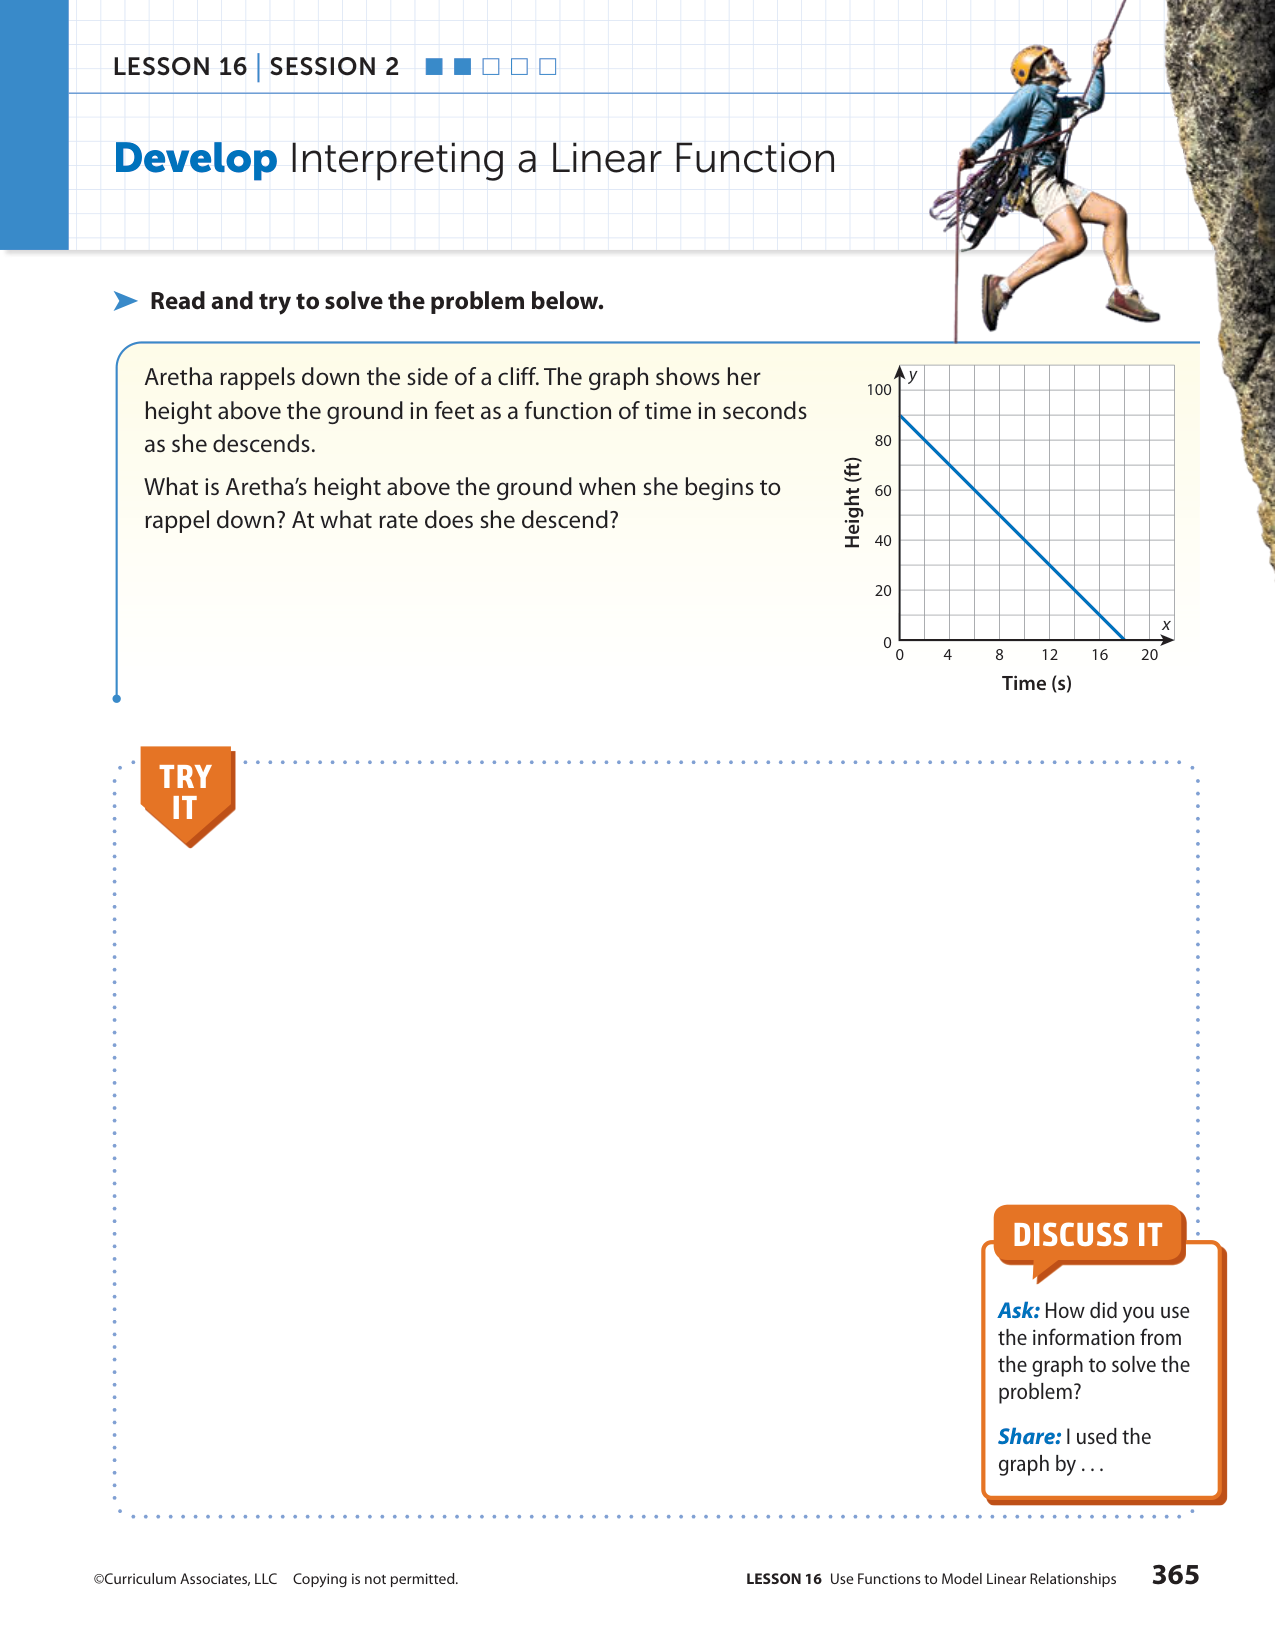 LESSON 16 | SESSION 2
Develop Interpreting a Linear Function
Read and try to solve the problem below.
Aretha rappels down the side of a cliff. The graph shows her
height above the ground in feet as a function of time in seconds
as she descends.
What is Aretha's height above the ground when she begins to
rappel down? At what rate does she descend?
y
100
80
60
40
20
0
Height (ft)
x
0 4 8 12 16 20
Time (s)
TRY
IT
DISCUSS IT
Ask: How did you use
the information from
the graph to solve the
problem?
Share: I used the
graph by . . .
©Curriculum Associates, LLC Copying is not permitted.
LESSON 16 Use Functions to Model Linear Relationships 365